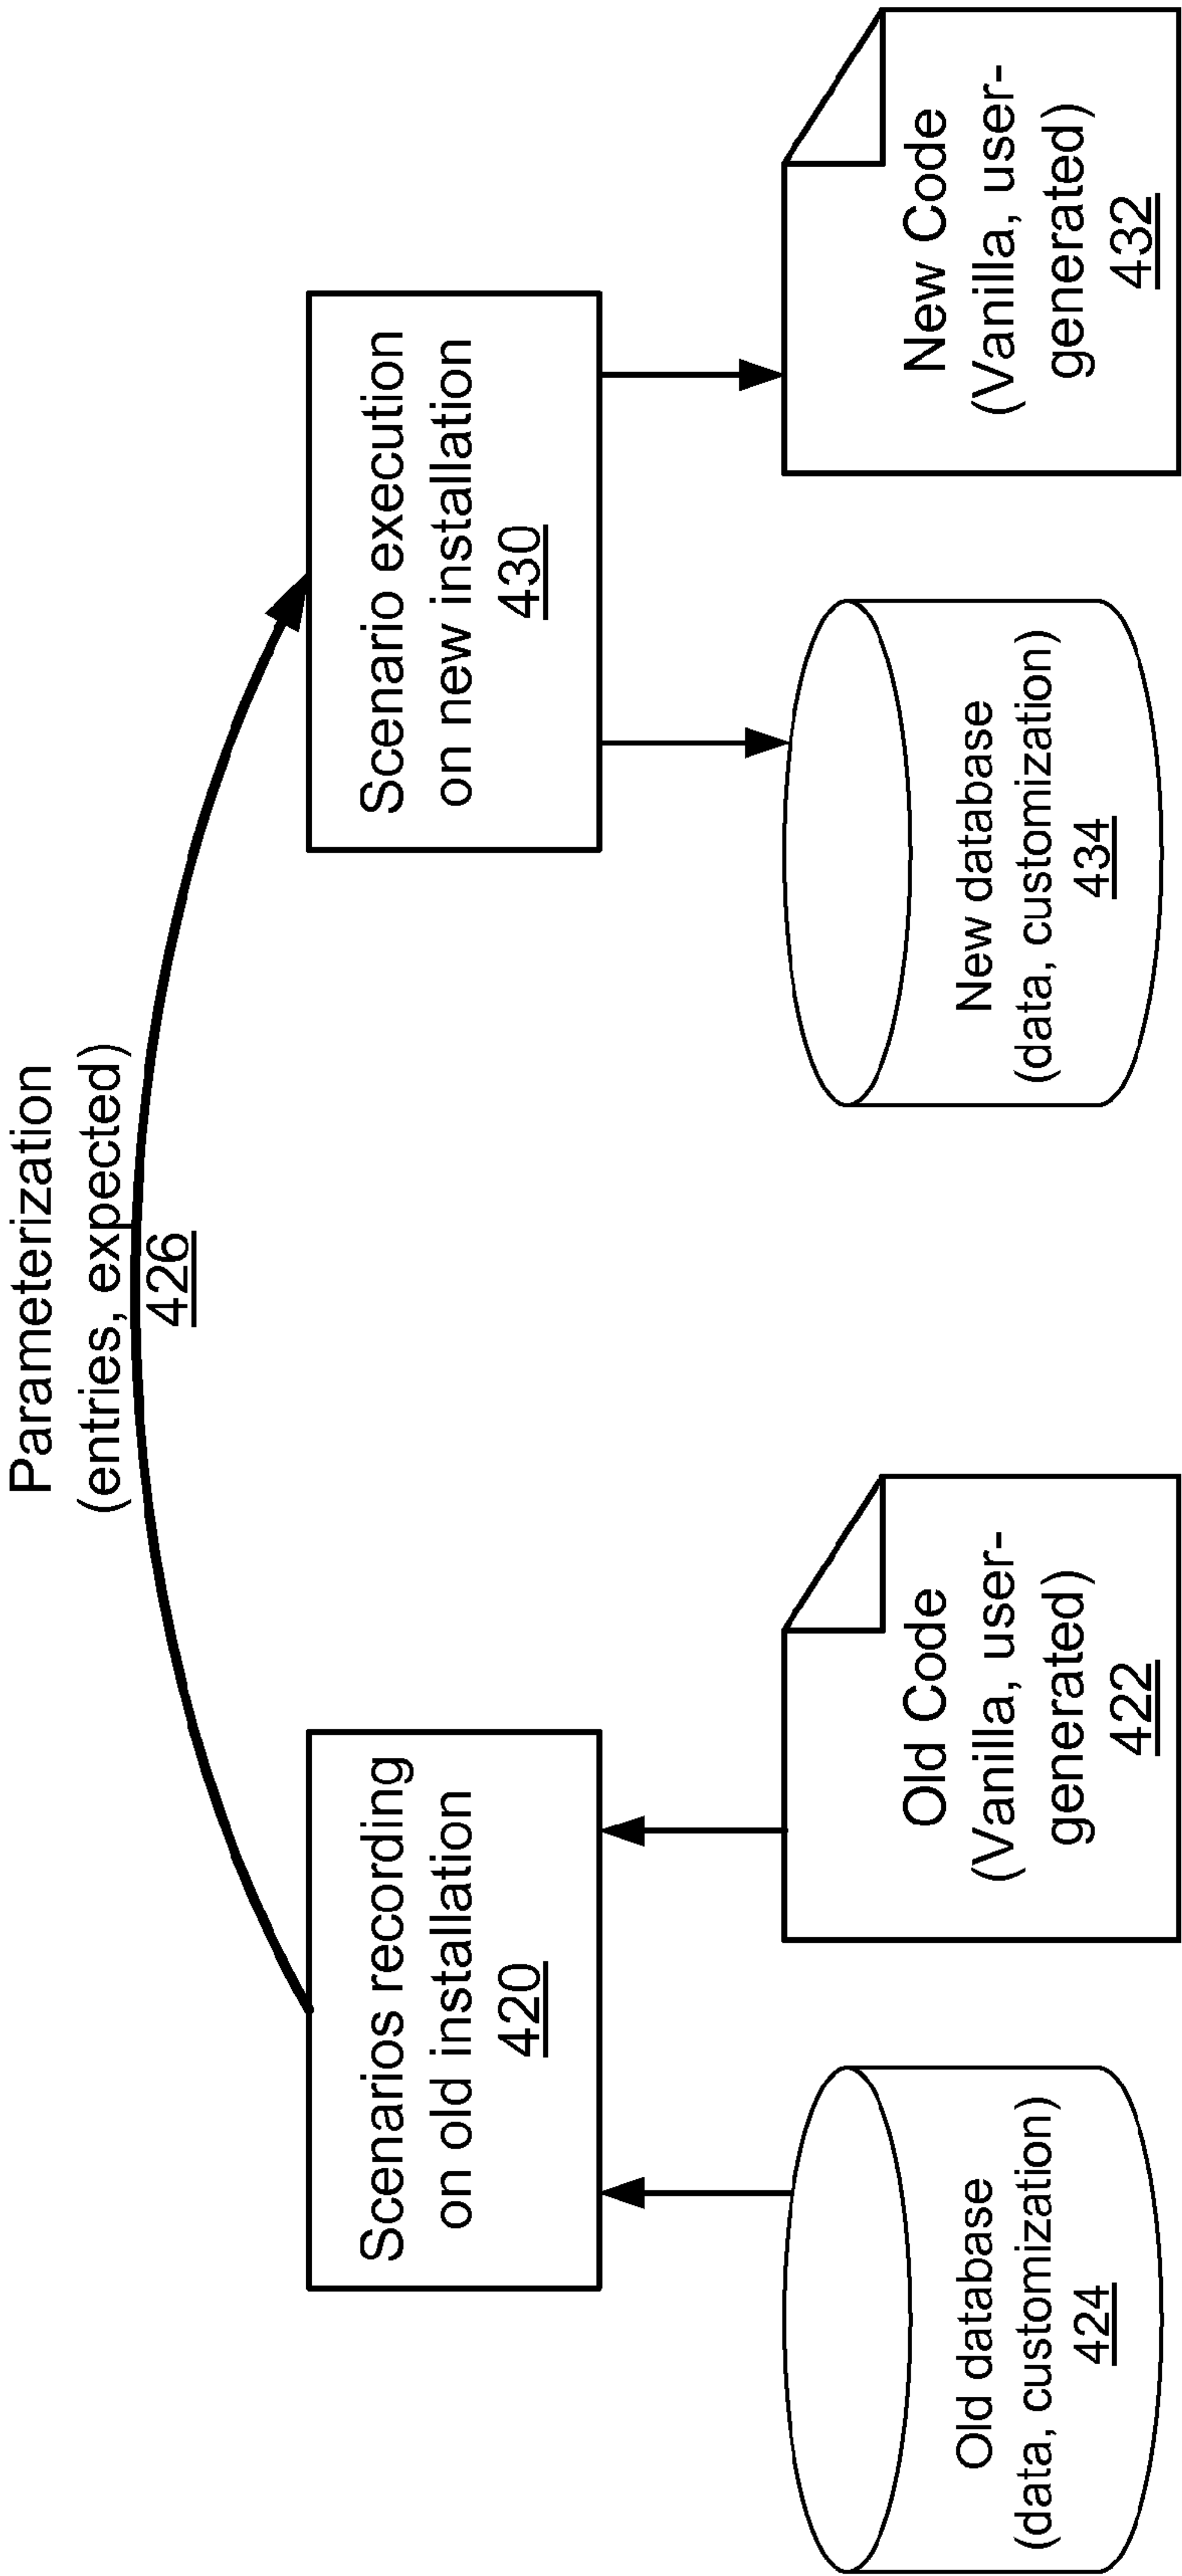 Parameterization
(entries, expected)
426
Scenarios recording
on old installation
420
Scenario execution
on new installation
430
Old database
(data, customization)
424
Old Code
(Vanilla, user-
generated)
422
New database
(data, customization)
434
New Code
(Vanilla, user-
generated)
432